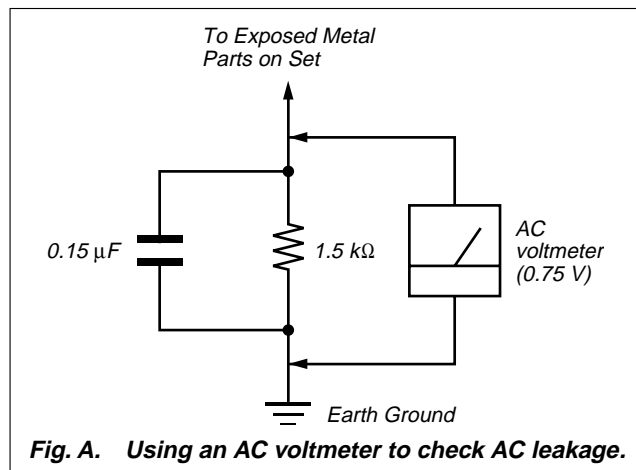 To Exposed Metal
Parts on Set
0.15 µF
1.5 kΩ
AC
voltmeter
(0.75 V)
Earth Ground
Fig. A. Using an AC voltmeter to check AC leakage.